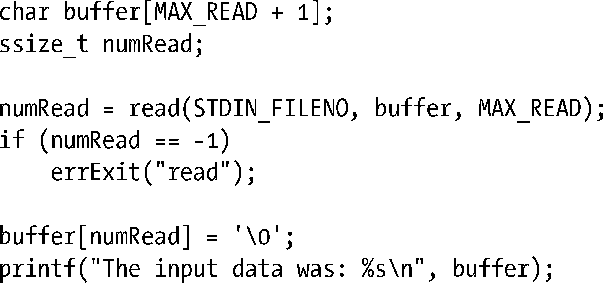 char buffer[MAX_READ + 1];
ssize_t numRead;

numRead = read(STDIN_FILENO, buffer, MAX_READ);
if (numRead == -1)
    errExit("read");

buffer[numRead] = '\0';
printf("The input data was: %s\n", buffer);